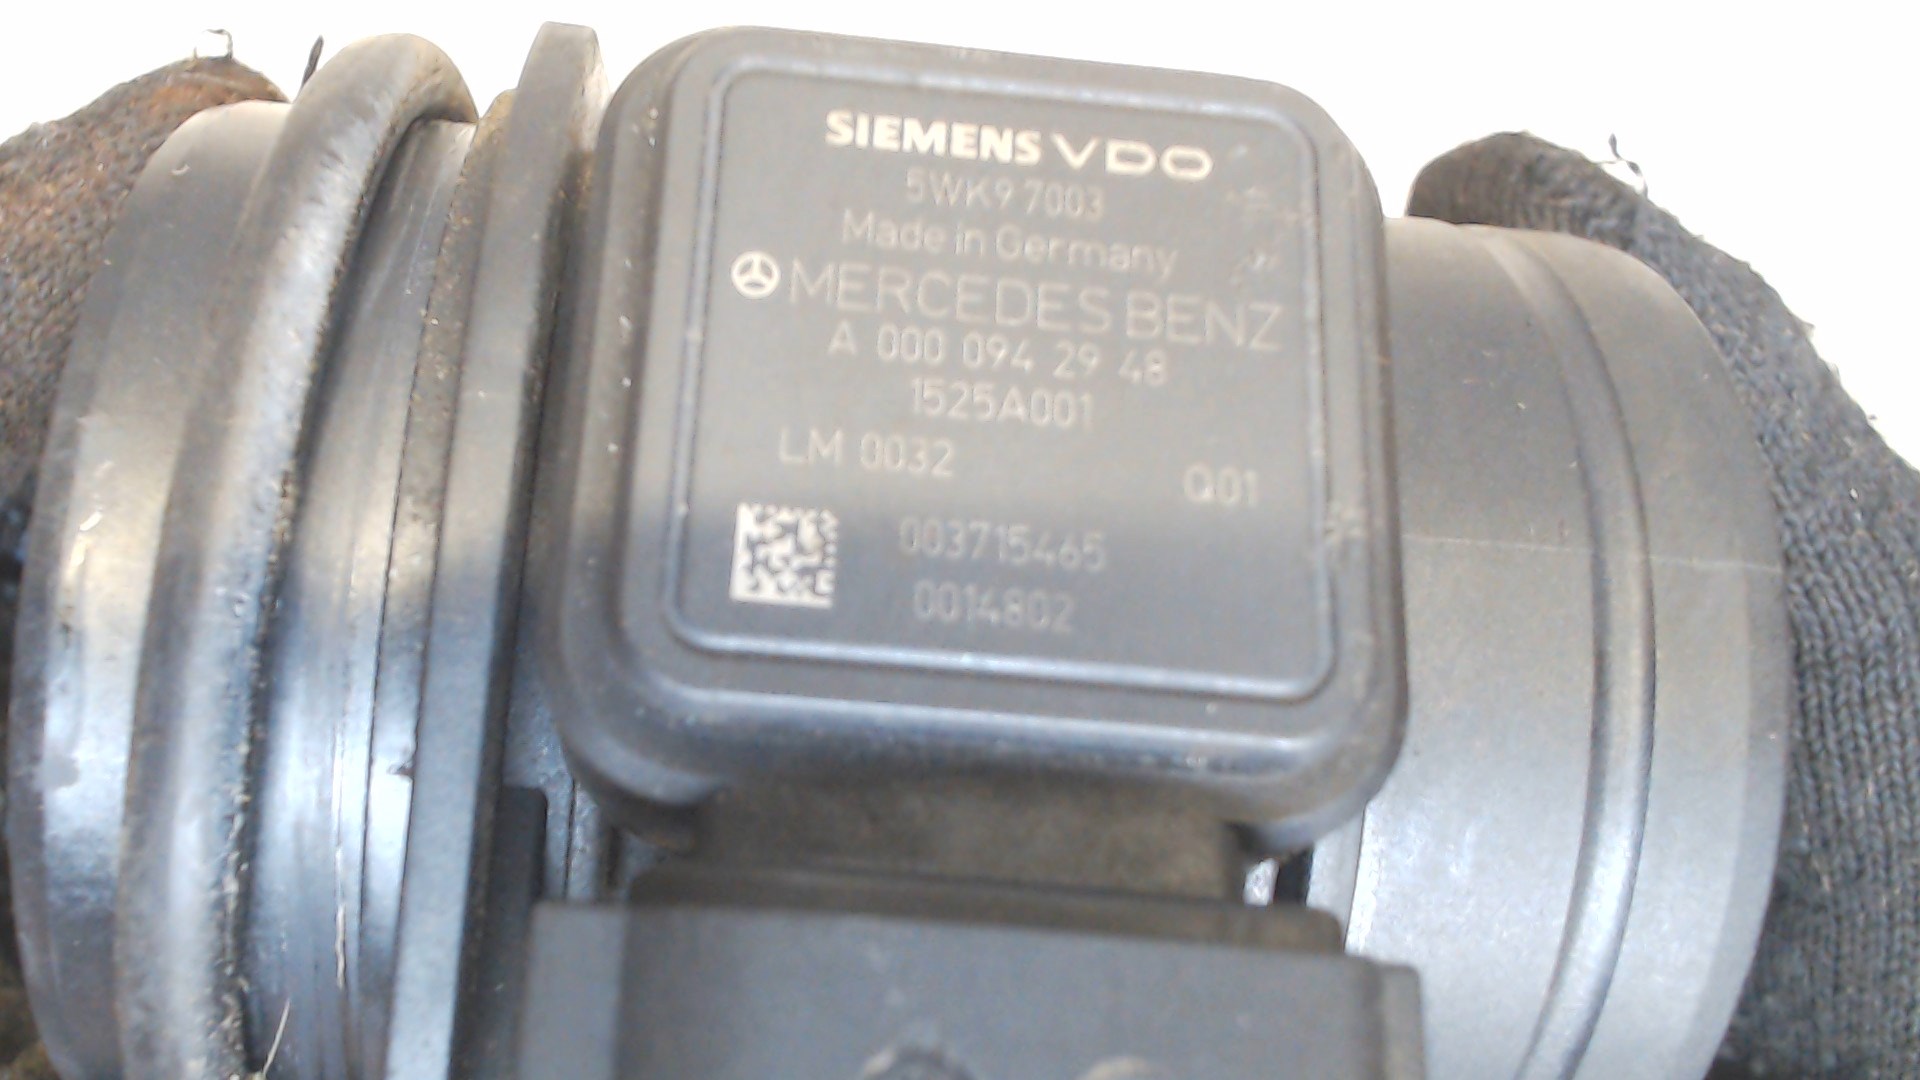 SIEMENS VDO
5WK9 7003
Made in Germany
MERCEDES BENZ
A 000 094 29 48
1525A001
LM 0032 Q01
003715465
0014802